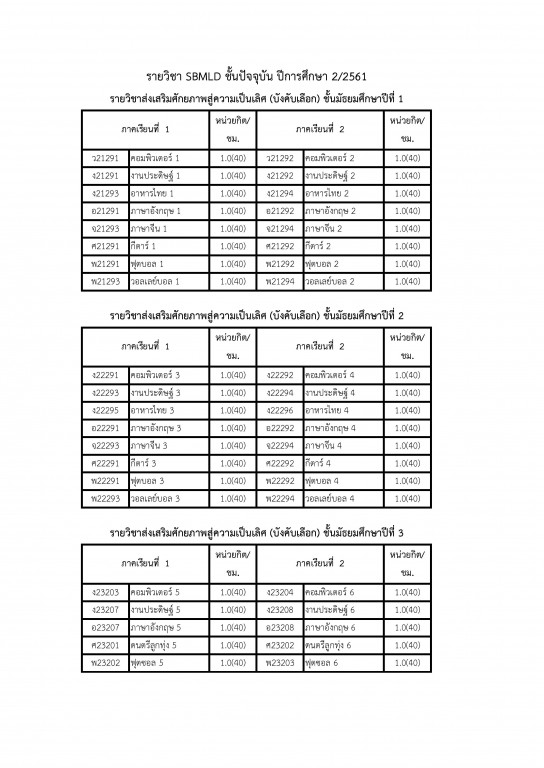 รายวิชา SBMLD ชั้นปัจจุบัน ปีการศึกษา 2/2561
รายวิชาส่งเสริมศักยภาพสู่ความเป็นเลิศ (บังคับเลือก) ชั้นมัธยมศึกษาปีที่ 1
ภาคเรียนที่ 1 หน่วยกิต/ชม. ภาคเรียนที่ 2 หน่วยกิต/ชม.
ว21291 คอมพิวเตอร์ 1 1.0(40) ว21292 คอมพิวเตอร์ 2 1.0(40)
ง21291 งานประดิษฐ์ 1 1.0(40) ง21292 งานประดิษฐ์ 2 1.0(40)
ง21293 อาหารไทย 1 1.0(40) ง21294 อาหารไทย 2 1.0(40)
อ21291 ภาษาอังกฤษ 1 1.0(40) อ21292 ภาษาอังกฤษ 2 1.0(40)
จ21293 ภาษาจีน 1 1.0(40) จ21294 ภาษาจีน 2 1.0(40)
ศ21291 กีตาร์ 1 1.0(40) ศ21292 กีตาร์ 2 1.0(40)
พ21291 ฟุตบอล 1 1.0(40) พ21292 ฟุตบอล 2 1.0(40)
พ21293 วอลเลย์บอล 1 1.0(40) พ21294 วอลเลย์บอล 2 1.0(40)
รายวิชาส่งเสริมศักยภาพสู่ความเป็นเลิศ (บังคับเลือก) ชั้นมัธยมศึกษาปีที่ 2
ภาคเรียนที่ 1 หน่วยกิต/ชม. ภาคเรียนที่ 2 หน่วยกิต/ชม.
ง22291 คอมพิวเตอร์ 3 1.0(40) ง22292 คอมพิวเตอร์ 4 1.0(40)
ง22293 งานประดิษฐ์ 3 1.0(40) ง22294 งานประดิษฐ์ 4 1.0(40)
ง22295 อาหารไทย 3 1.0(40) ง22296 อาหารไทย 4 1.0(40)
อ22291 ภาษาอังกฤษ 3 1.0(40) อ22292 ภาษาอังกฤษ 4 1.0(40)
จ22293 ภาษาจีน 3 1.0(40) จ22294 ภาษาจีน 4 1.0(40)
ศ22291 กีตาร์ 3 1.0(40) ศ22292 กีตาร์ 4 1.0(40)
พ22291 ฟุตบอล 3 1.0(40) พ22292 ฟุตบอล 4 1.0(40)
พ22293 วอลเลย์บอล 3 1.0(40) พ22294 วอลเลย์บอล 4 1.0(40)
รายวิชาส่งเสริมศักยภาพสู่ความเป็นเลิศ (บังคับเลือก) ชั้นมัธยมศึกษาปีที่ 3
ภาคเรียนที่ 1 หน่วยกิต/ชม. ภาคเรียนที่ 2 หน่วยกิต/ชม.
ง23203 คอมพิวเตอร์ 5 1.0(40) ง23204 คอมพิวเตอร์ 6 1.0(40)
ง23207 งานประดิษฐ์ 5 1.0(40) ง23208 งานประดิษฐ์ 6 1.0(40)
อ23207 ภาษาอังกฤษ 5 1.0(40) อ23208 ภาษาอังกฤษ 6 1.0(40)
ศ23201 ดนตรีลูกทุ่ง 5 1.0(40) ศ23202 ดนตรีลูกทุ่ง 6 1.0(40)
พ23202 ฟุตซอล 5 1.0(40) พ23203 ฟุตซอล 6 1.0(40)